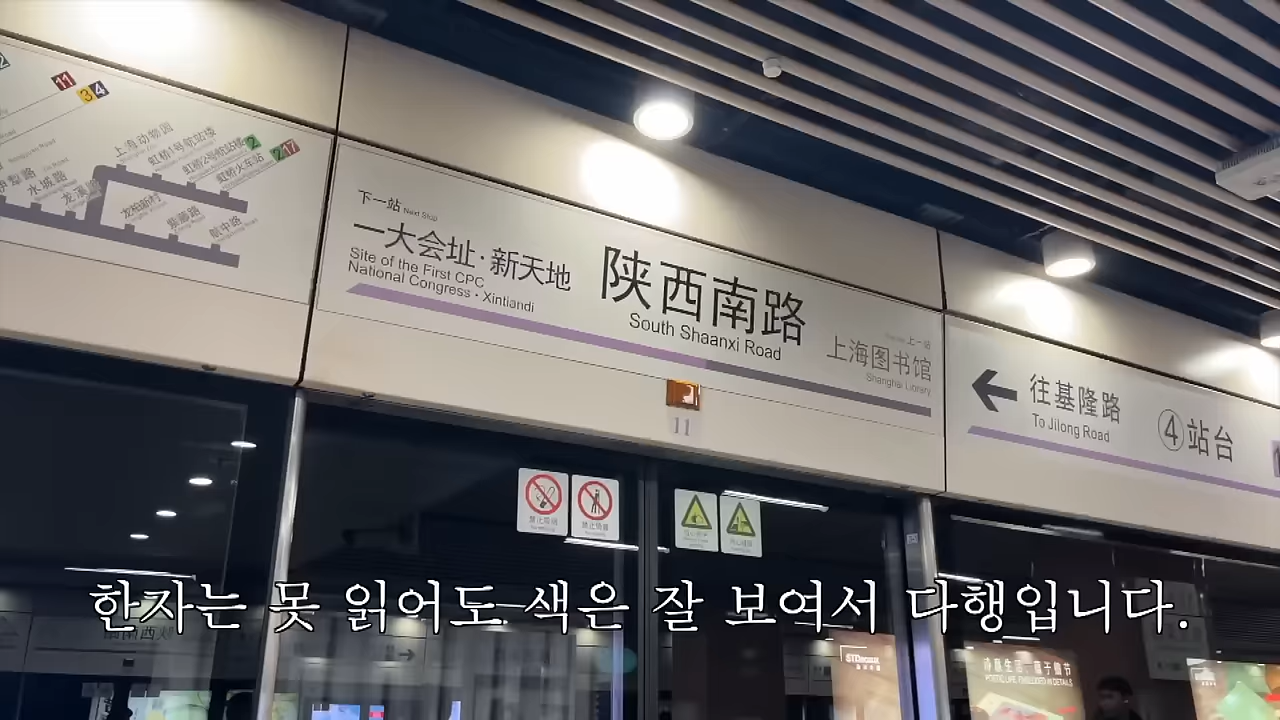 11
3 4
上海动物园
虹桥1号航站楼
虹桥2号航站楼 2
虹桥火车站 2 17
水城路
龙溪路
龙柏新村
紫藤路
航中路
下一站 Next Stop
一大会址·新天地
Site of the First CPC
National Congress · Xintiandi
陕西南路
South Shaanxi Road
上一站
上海图书馆
Shanghai Library
往基隆路
To Jilong Road
④站台
11
禁止吸烟
한자는 못 읽어도 색은 잘 보여서 다행입니다.